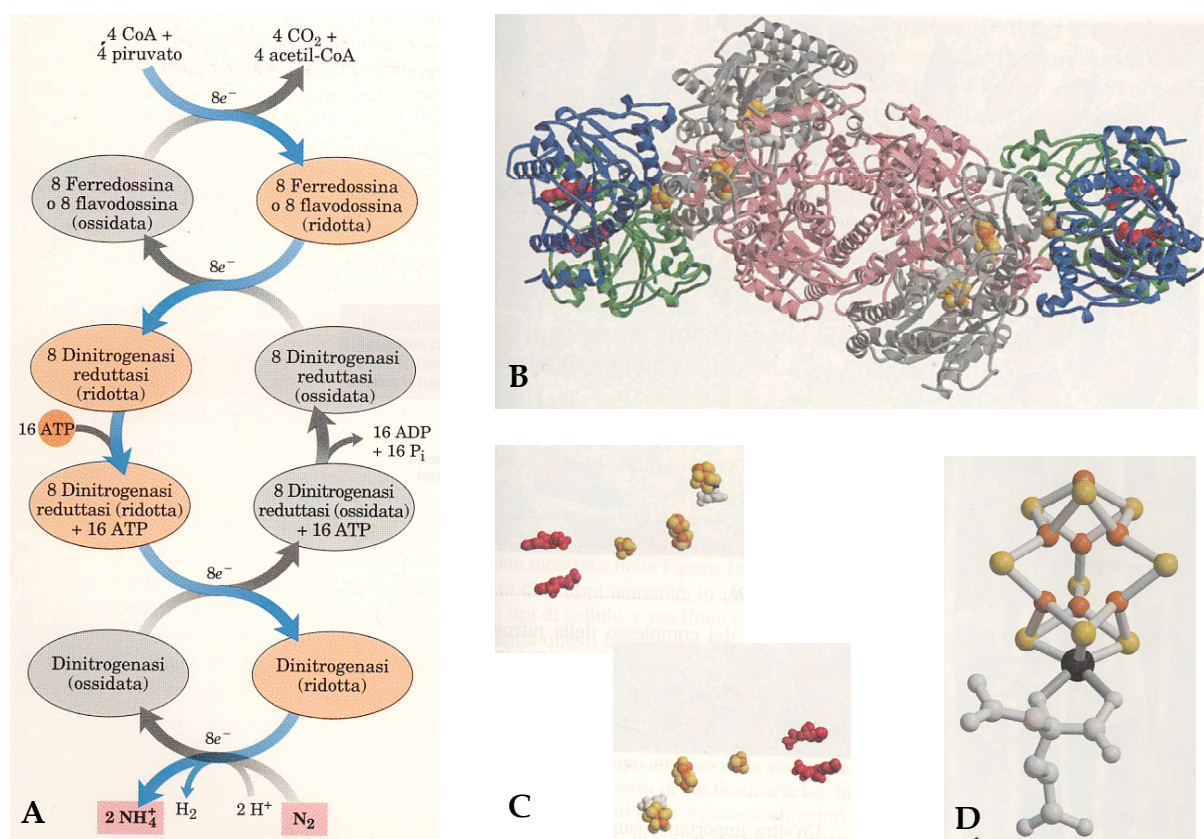 4 CoA +
4 piruvato
4 CO₂ +
4 acetil-CoA
8e⁻
8 Ferredossina
o 8 flavodossina
(ossidata)
8 Ferredossina
o 8 flavodossina
(ridotta)
8e⁻
8 Dinitrogenasi
reduttasi
(ridotta)
8 Dinitrogenasi
reduttasi
(ossidata)
16 ATP
16 ADP
+ 16 Pᵢ
8 Dinitrogenasi
reduttasi (ridotta)
+ 16 ATP
8 Dinitrogenasi
reduttasi (ossidata)
+ 16 ATP
8e⁻
Dinitrogenasi
(ossidata)
Dinitrogenasi
(ridotta)
8e⁻
2 NH₄⁺
H₂
2 H⁺
N₂
A
B
C
D